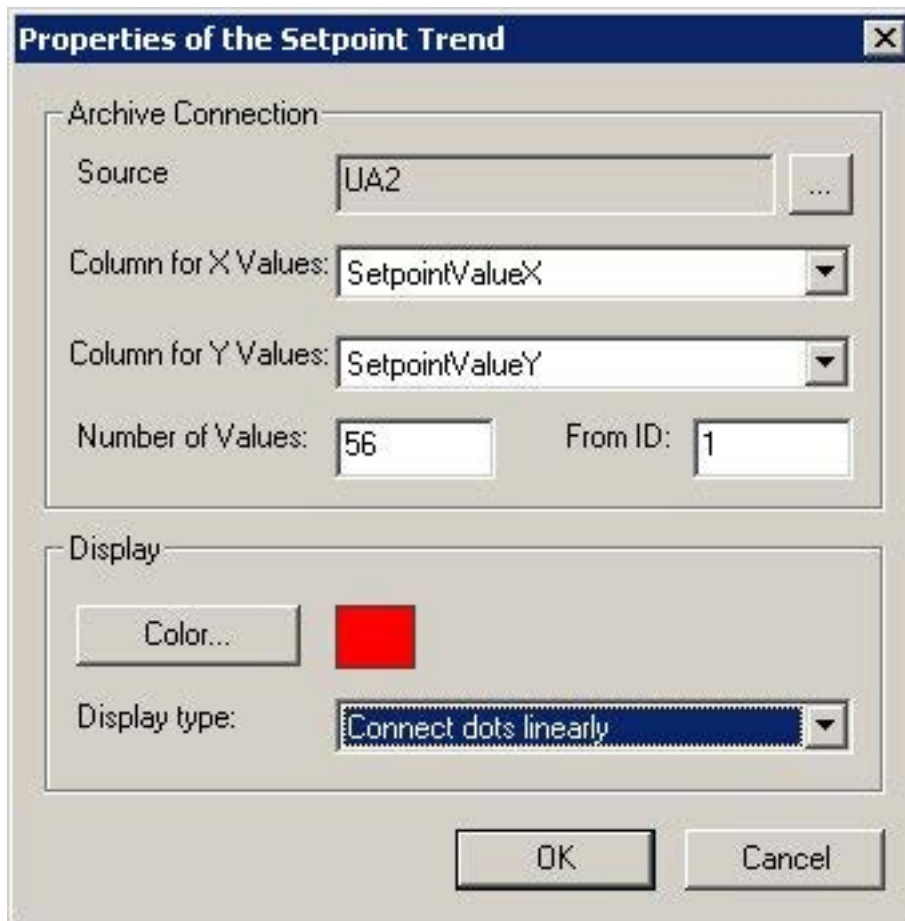 Properties of the Setpoint Trend
Archive Connection
Source UA2 ...
Column for X Values: SetpointValueX
Column for Y Values: SetpointValueY
Number of Values: 56 From ID: 1
Display
Color...
Display type: Connect dots linearly
OK Cancel